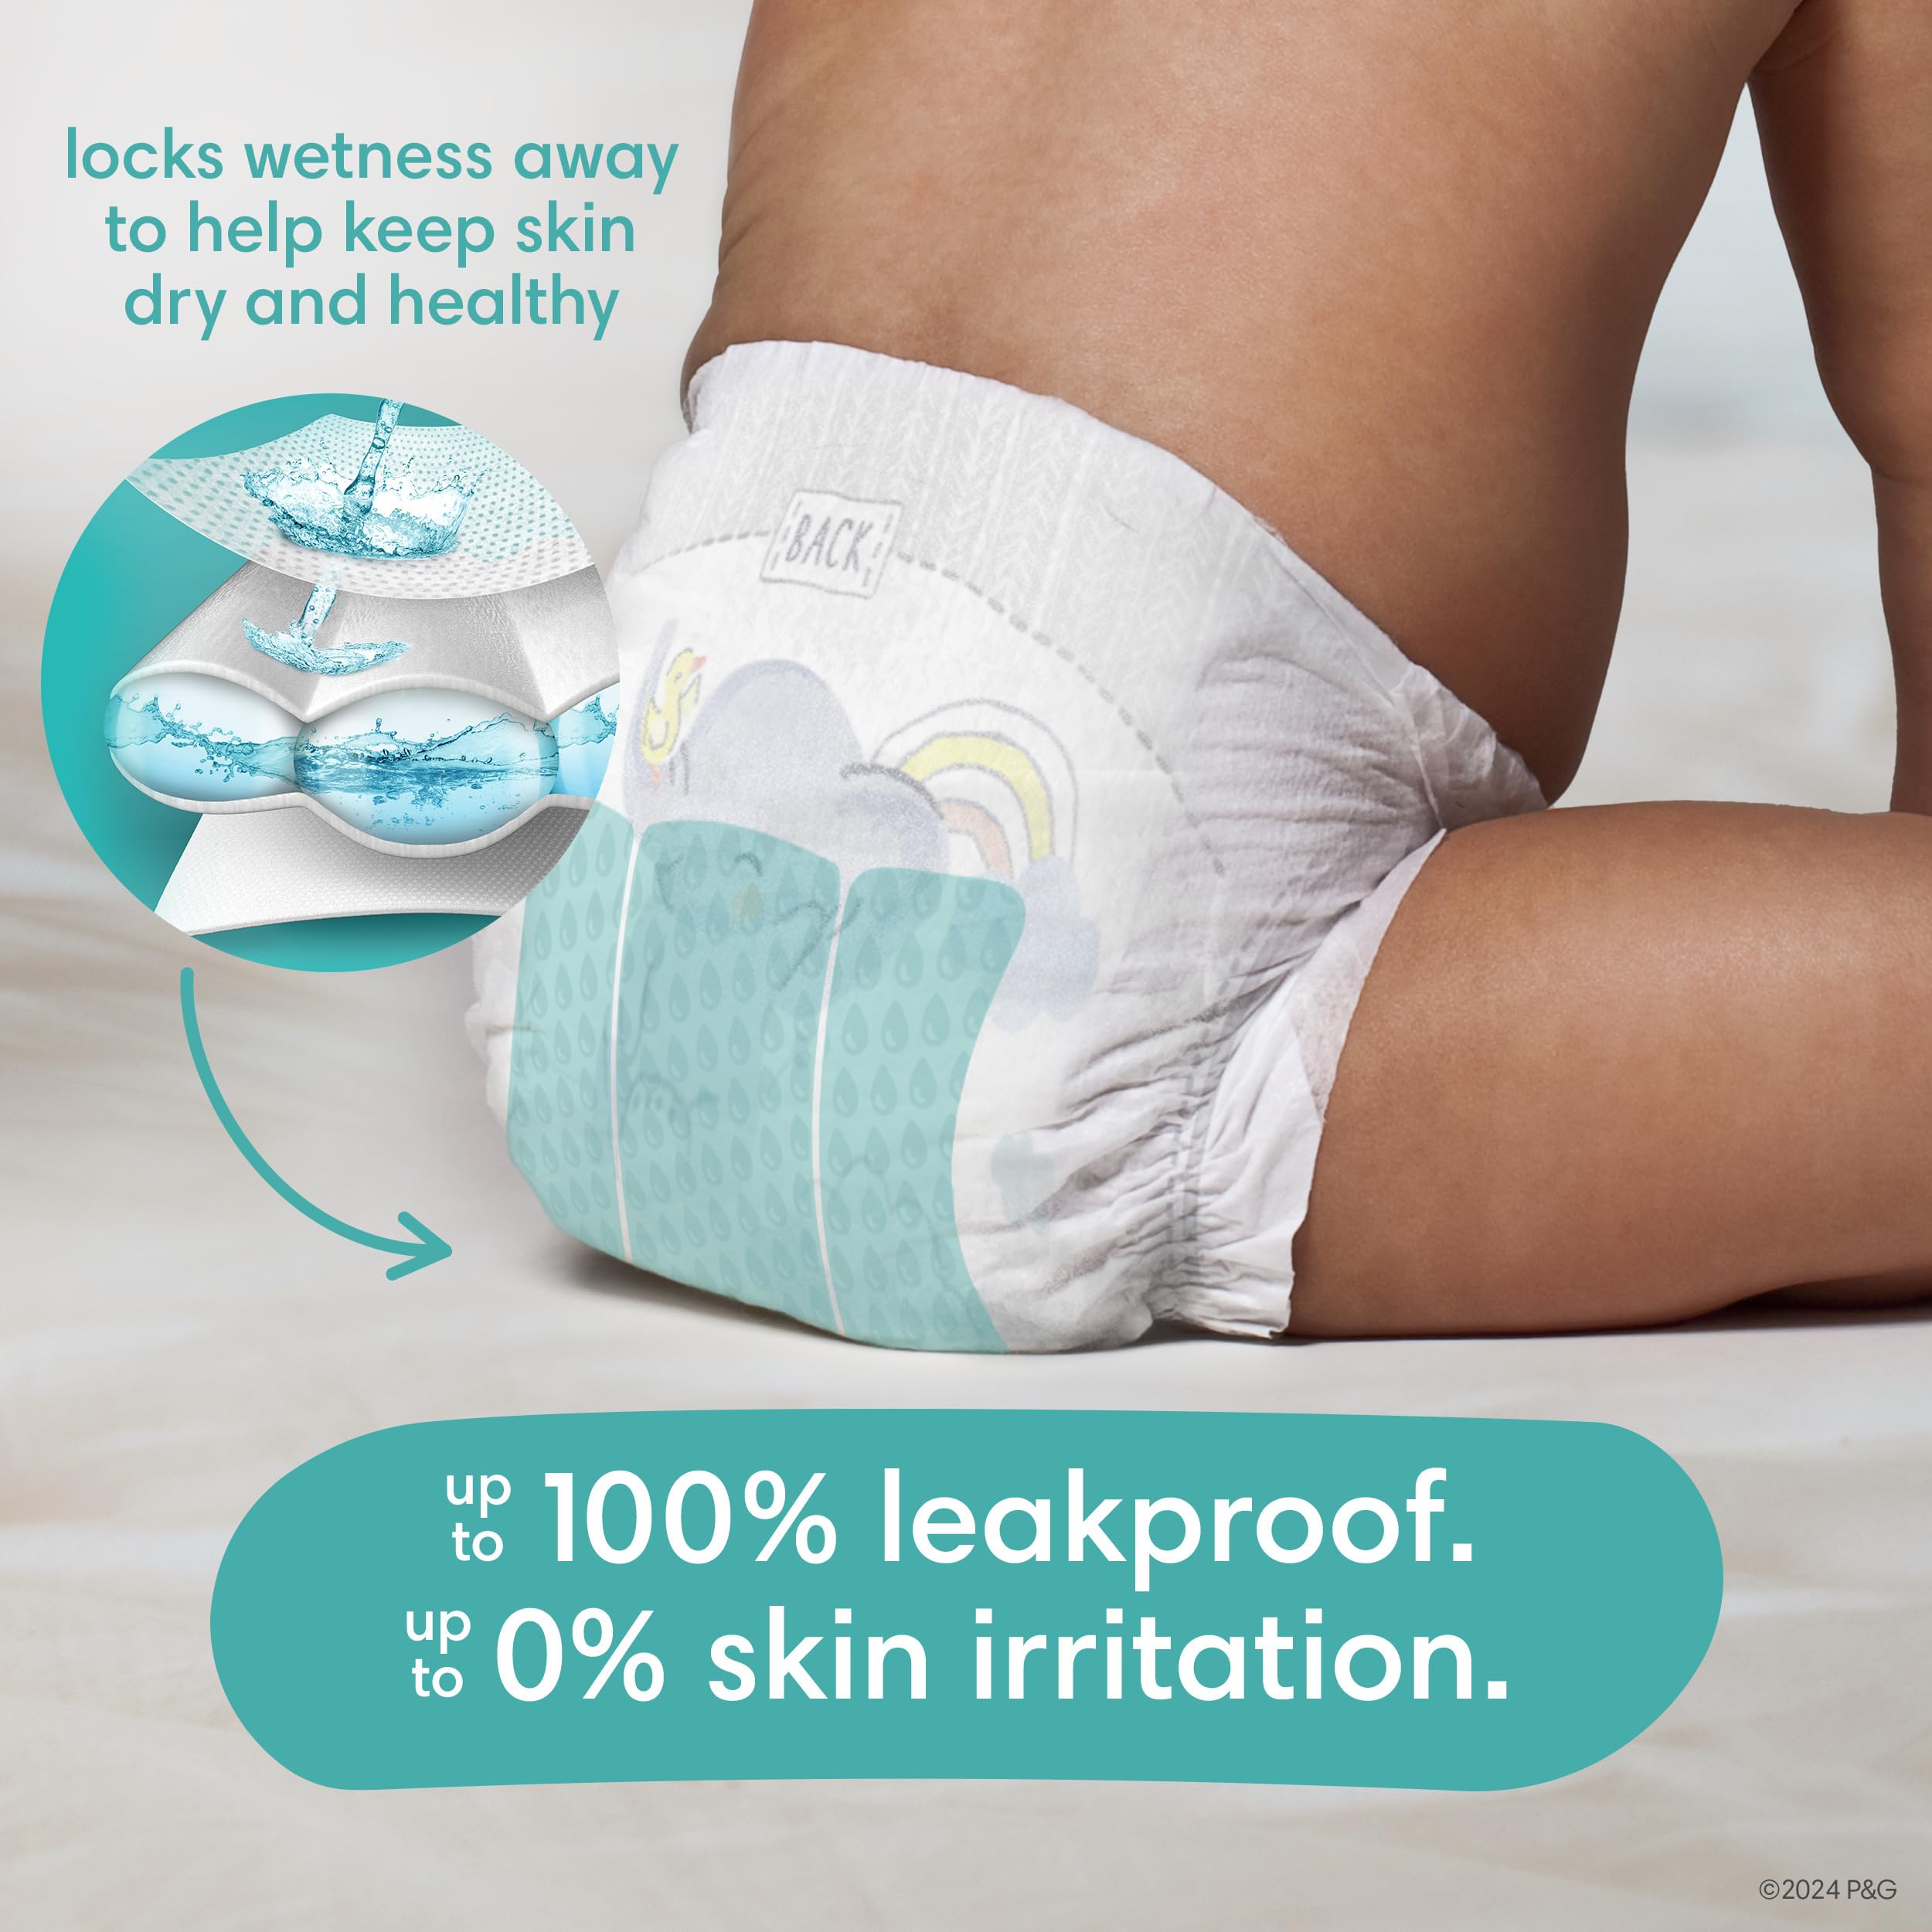 locks wetness away
to help keep skin
dry and healthy
BACK
up to 100% leakproof.
up to 0% skin irritation.
©2024 P&G